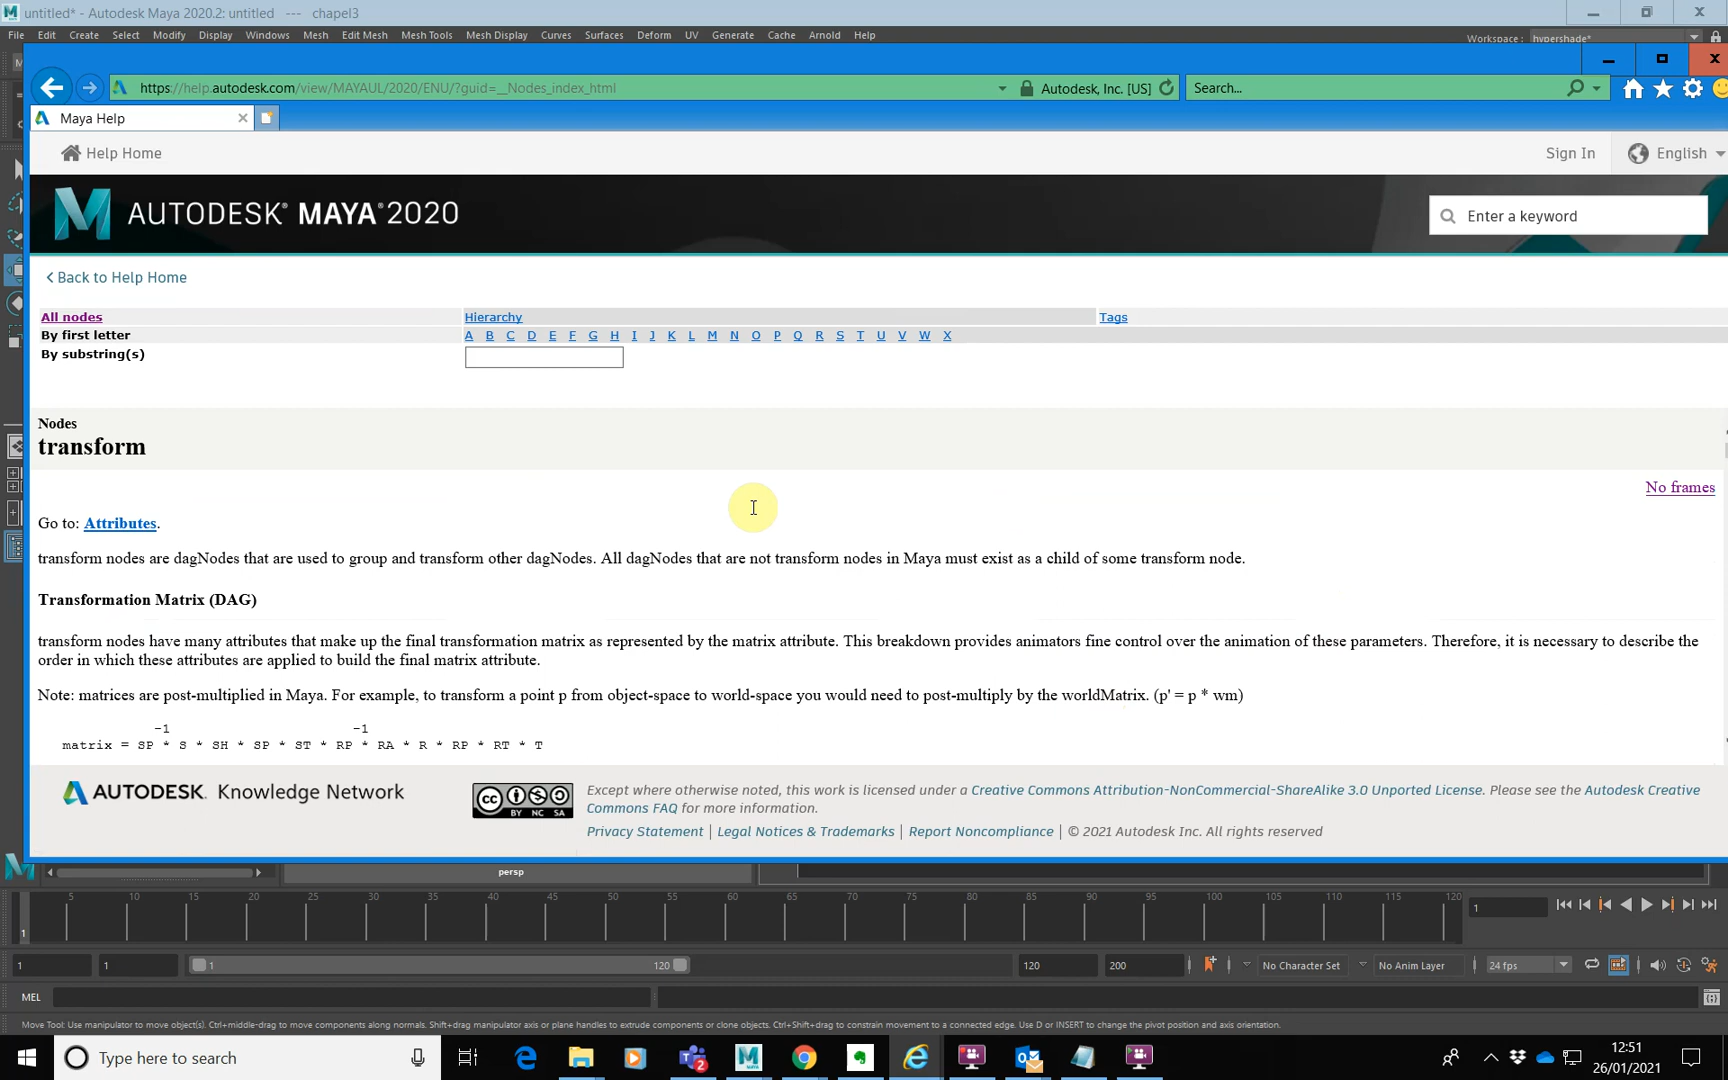 untitled* - Autodesk Maya 2020.2: untitled --- chapel3
File Edit Create Select Modify Display Windows Mesh Edit Mesh Mesh Tools Mesh Display Curves Surfaces Deform UV Generate Cache Arnold Help
Workspace : hypershade*
https://help.autodesk.com/view/MAYAUL/2020/ENU/?guid=__Nodes_index_html
Autodesk, Inc. [US]
Search...
Maya Help
Help Home
Sign In
English
AUTODESK® MAYA® 2020
Enter a keyword
< Back to Help Home
All nodes Hierarchy Tags
By first letter A B C D E F G H I J K L M N O P Q R S T U V W X
By substring(s)
Nodes
transform
No frames
Go to: Attributes.
transform nodes are dagNodes that are used to group and transform other dagNodes. All dagNodes that are not transform nodes in Maya must exist as a child of some transform node.
Transformation Matrix (DAG)
transform nodes have many attributes that make up the final transformation matrix as represented by the matrix attribute. This breakdown provides animators fine control over the animation of these parameters. Therefore, it is necessary to describe the
order in which these attributes are applied to build the final matrix attribute.
Note: matrices are post-multiplied in Maya. For example, to transform a point p from object-space to world-space you would need to post-multiply by the worldMatrix. (p' = p * wm)
-1 -1
matrix = SP * S * SH * SP * ST * RP * RA * R * RP * RT * T
AUTODESK. Knowledge Network
cc BY NC SA
Except where otherwise noted, this work is licensed under a Creative Commons Attribution-NonCommercial-ShareAlike 3.0 Unported License. Please see the Autodesk Creative
Commons FAQ for more information.
Privacy Statement | Legal Notices & Trademarks | Report Noncompliance | © 2021 Autodesk Inc. All rights reserved
persp
5 10 15 20 25 30 35 40 45 50 55 60 65 70 75 80 85 90 95 100 105 110 115 120
1
1
1 1 1 120 120 200 No Character Set No Anim Layer 24 fps
MEL
Move Tool: Use manipulator to move object(s). Ctrl+middle-drag to move components along normals. Shift+drag manipulator axis or plane handles to extrude components or clone objects. Ctrl+Shift+drag to constrain movement to a connected edge. Use D or INSERT to change the pivot position and axis orientation.
Type here to search
2
12:51
26/01/2021